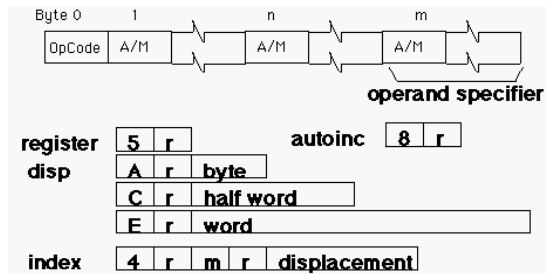 Byte 0 1 n m
OpCode A/M A/M A/M
operand specifier
register 5 r autoinc 8 r
disp A r byte
C r half word
E r word
index 4 r m r displacement